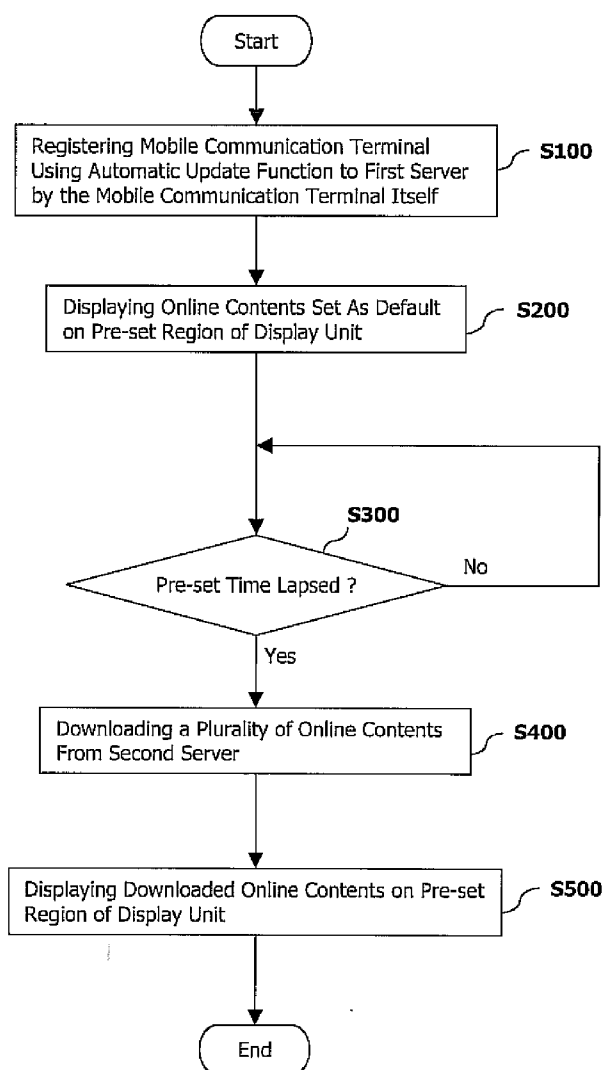 Start
Registering Mobile Communication Terminal
Using Automatic Update Function to First Server
by the Mobile Communication Terminal Itself
S100
Displaying Online Contents Set As Default
on Pre-set Region of Display Unit
S200
S300
Pre-set Time Lapsed ?
No
Yes
Downloading a Plurality of Online Contents
From Second Server
S400
Displaying Downloaded Online Contents on Pre-set
Region of Display Unit
S500
End